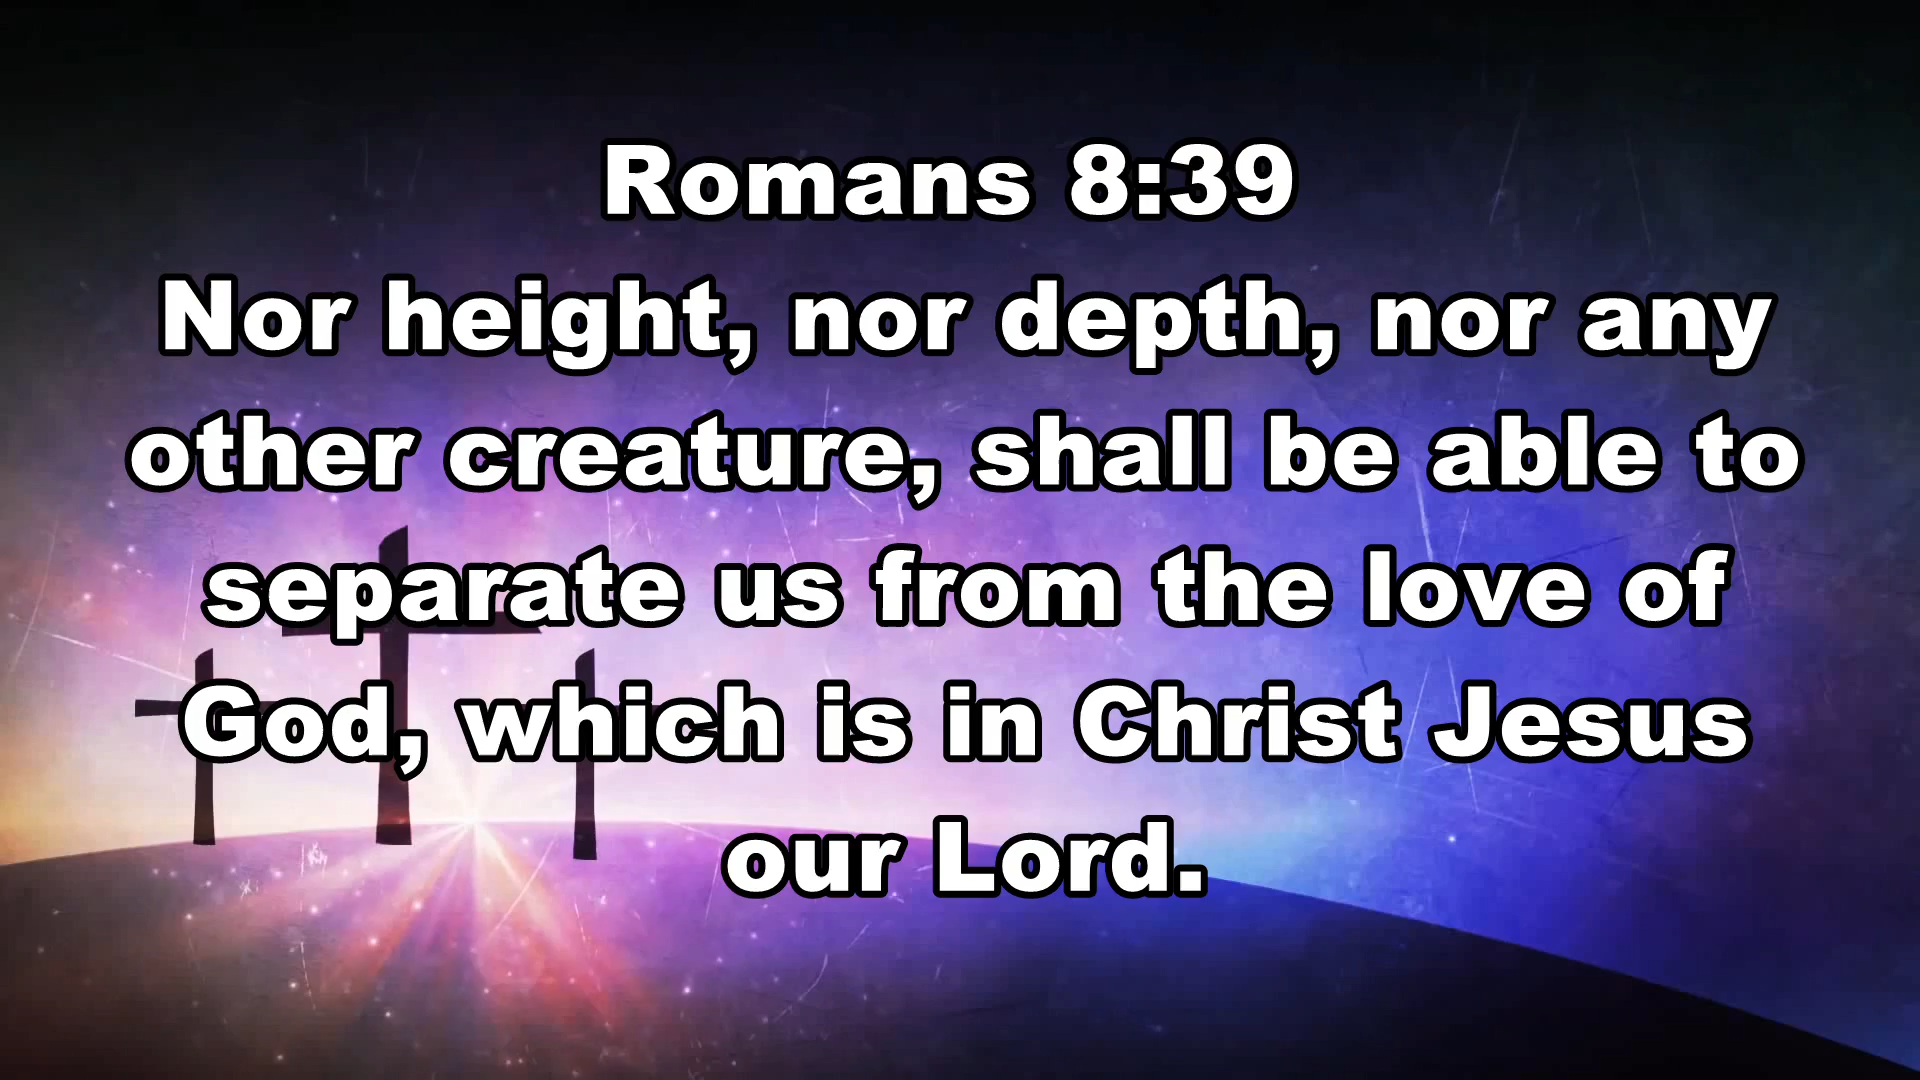 Romans 8:39
Nor height, nor depth, nor any
other creature, shall be able to
separate us from the love of
God, which is in Christ Jesus
our Lord.